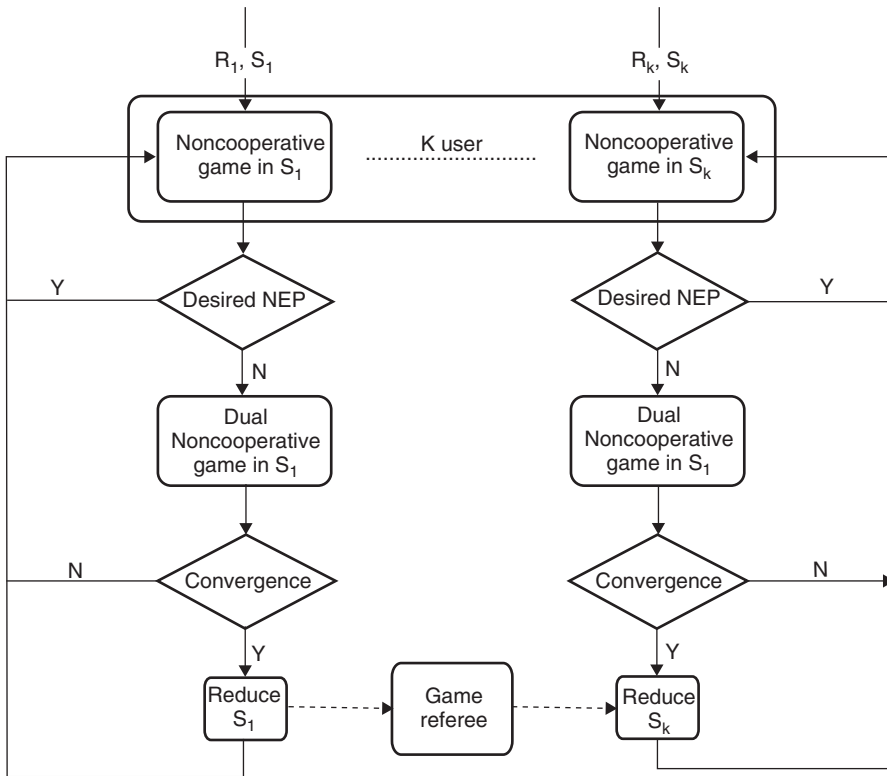 R₁, S₁
Rₖ, Sₖ
Noncooperative
game in S₁
K user
Noncooperative
game in Sₖ
Y
Desired NEP
Desired NEP
Y
N
N
Dual
Noncooperative
game in S₁
Dual
Noncooperative
game in S₁
N
Convergence
Convergence
N
Y
Y
Reduce
S₁
Game
referee
Reduce
Sₖ